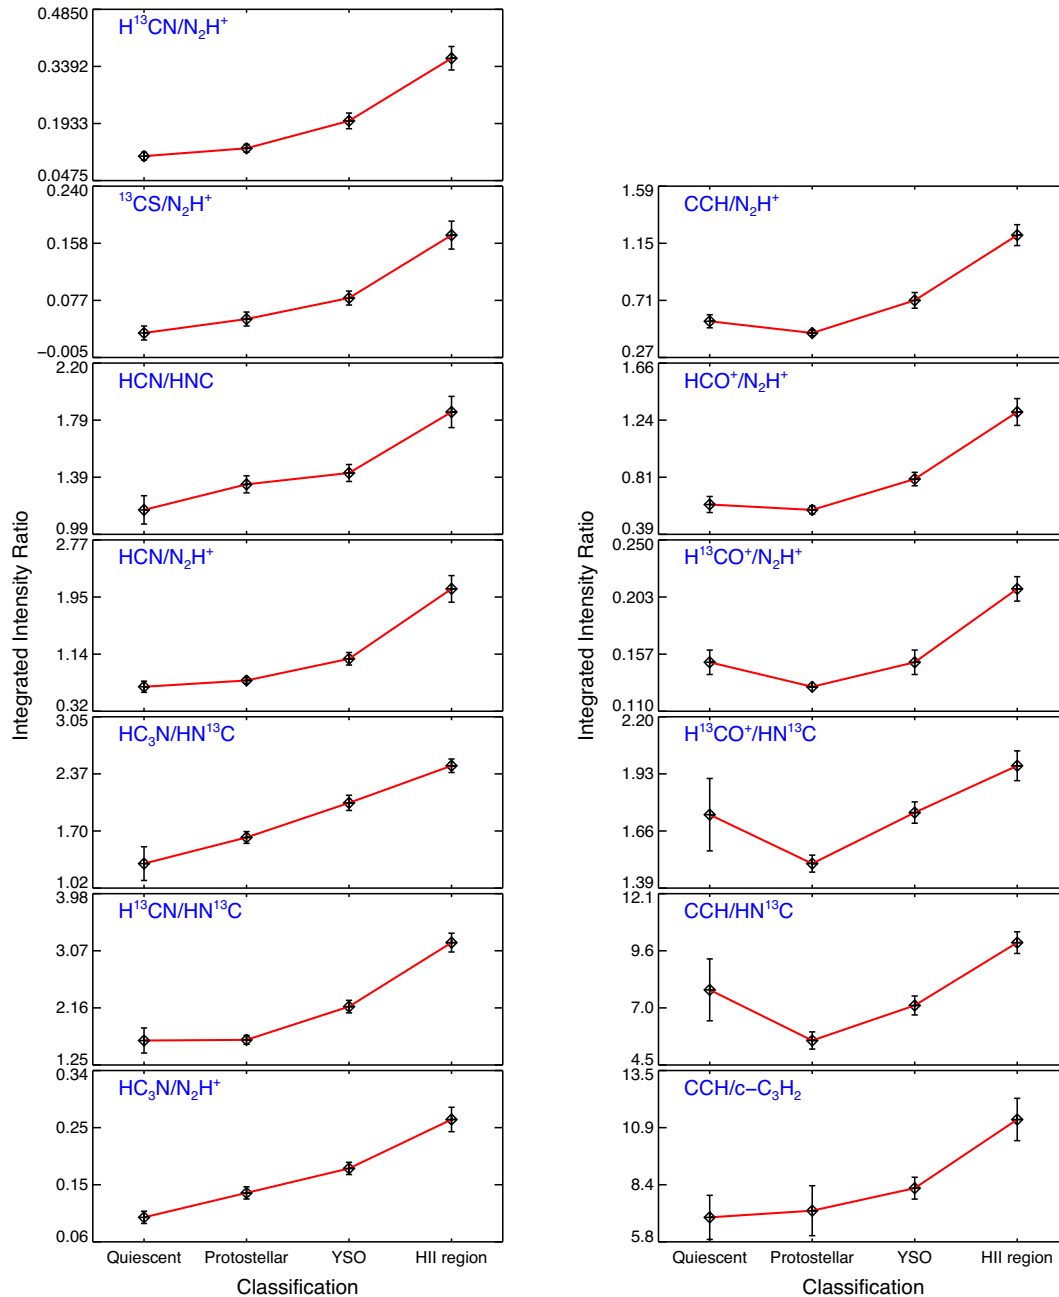 H¹³CN/N₂H⁺
0.4850
0.3392
0.1933
0.0475
¹³CS/N₂H⁺
0.240
0.158
0.077
−0.005
HCN/HNC
2.20
1.79
1.39
0.99
HCN/N₂H⁺
2.77
1.95
1.14
0.32
HC₃N/HN¹³C
3.05
2.37
1.70
1.02
H¹³CN/HN¹³C
3.98
3.07
2.16
1.25
HC₃N/N₂H⁺
0.34
0.25
0.15
0.06
Quiescent Protostellar YSO HII region
Classification
Integrated Intensity Ratio
CCH/N₂H⁺
1.59
1.15
0.71
0.27
HCO⁺/N₂H⁺
1.66
1.24
0.81
0.39
H¹³CO⁺/N₂H⁺
0.250
0.203
0.157
0.110
H¹³CO⁺/HN¹³C
2.20
1.93
1.66
1.39
CCH/HN¹³C
12.1
9.6
7.0
4.5
CCH/c−C₃H₂
13.5
10.9
8.4
5.8
Quiescent Protostellar YSO HII region
Classification
Integrated Intensity Ratio